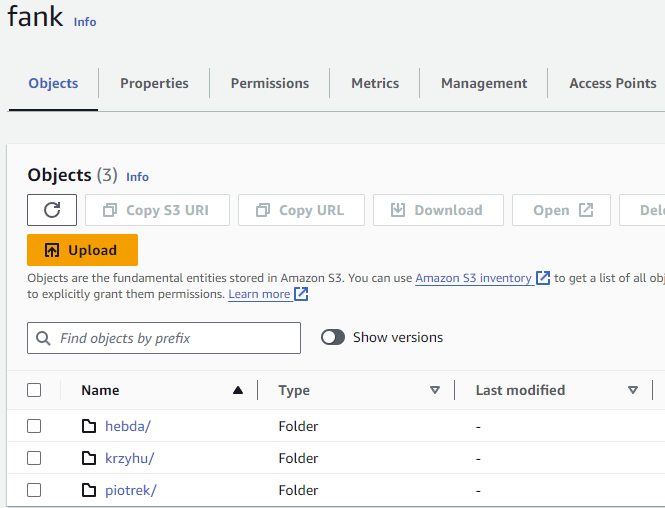 fank Info
Objects Properties Permissions Metrics Management Access Points
Objects (3) Info
Copy S3 URI Copy URL Download Open
Upload
Objects are the fundamental entities stored in Amazon S3. You can use Amazon S3 inventory to get a list of all
to explicitly grant them permissions. Learn more
Find objects by prefix Show versions
Name Type Last modified
hebda/ Folder -
krzyhu/ Folder -
piotrek/ Folder -